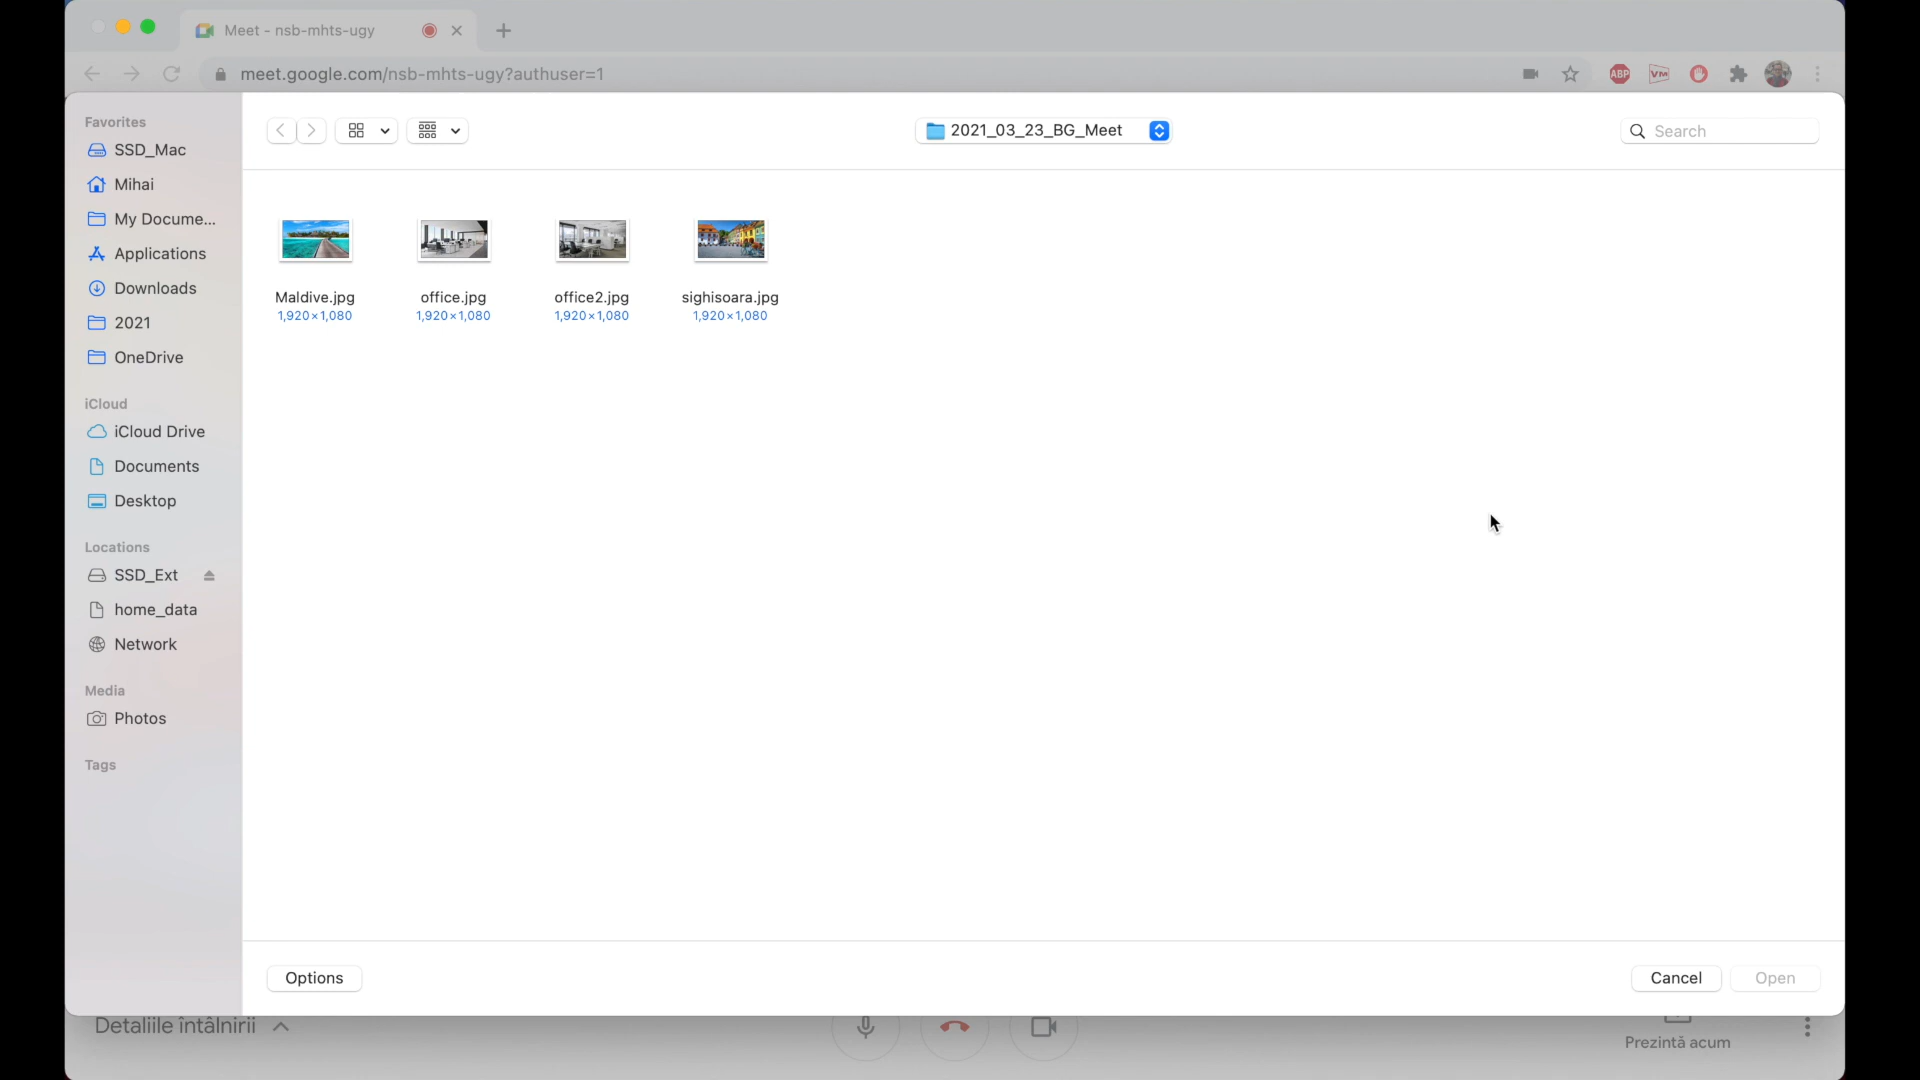 Meet - nsb-mhts-ugy
meet.google.com/nsb-mhts-ugy?authuser=1
ABP
VM
Favorites
SSD_Mac
Mihai
My Docume...
Applications
Downloads
2021
OneDrive
iCloud
iCloud Drive
Documents
Desktop
Locations
SSD_Ext
home_data
Network
Media
Photos
Tags
2021_03_23_BG_Meet
Search
Maldive.jpg
1,920×1,080
office.jpg
1,920×1,080
office2.jpg
1,920×1,080
sighisoara.jpg
1,920×1,080
Options
Cancel
Open
Detaliile întâlnirii
Prezintă acum